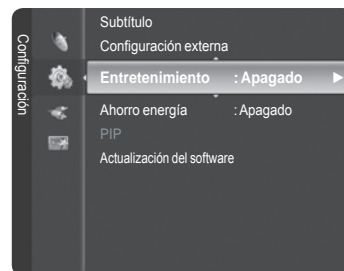 Configuración
Subtítulo
Configuración externa
Entretenimiento : Apagado
Ahorro energía : Apagado
PIP
Actualización del software